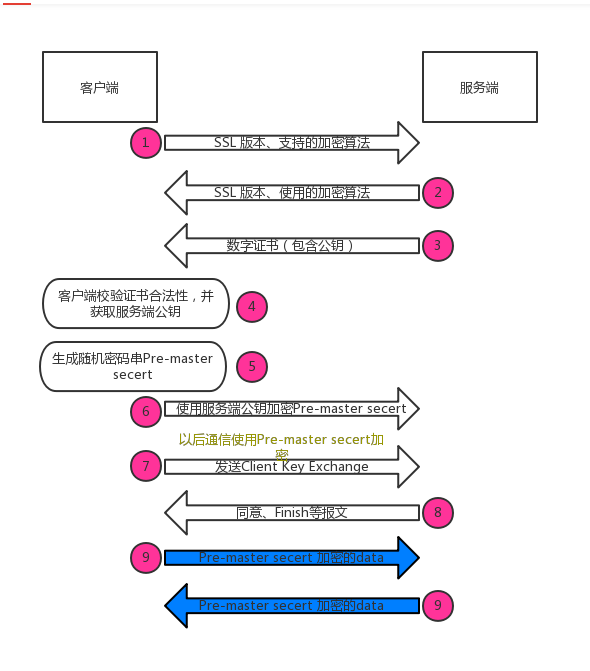 客户端
服务端
1
SSL 版本、支持的加密算法
SSL 版本、使用的加密算法
2
数字证书（包含公钥）
3
客户端校验证书合法性，并
获取服务端公钥
4
生成随机密码串Pre-master
secert
5
6
使用服务端公钥加密Pre-master secert
以后通信使用Pre-master secert加
密
7
发送Client Key Exchange
同意、Finish等报文
8
9
Pre-master secert 加密的data
Pre-master secert 加密的data
9